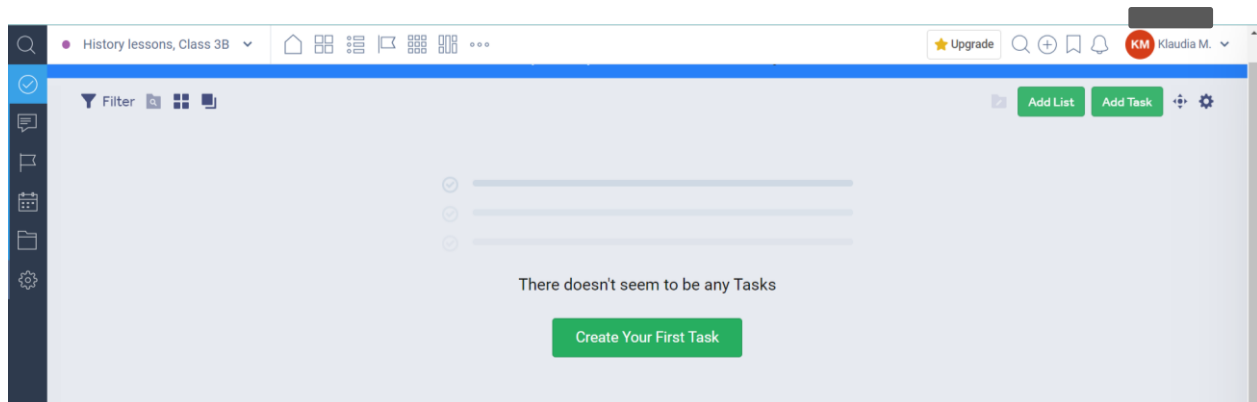 History lessons, Class 3B
Upgrade
KM Klaudia M.
Filter
Add List
Add Task
There doesn't seem to be any Tasks
Create Your First Task